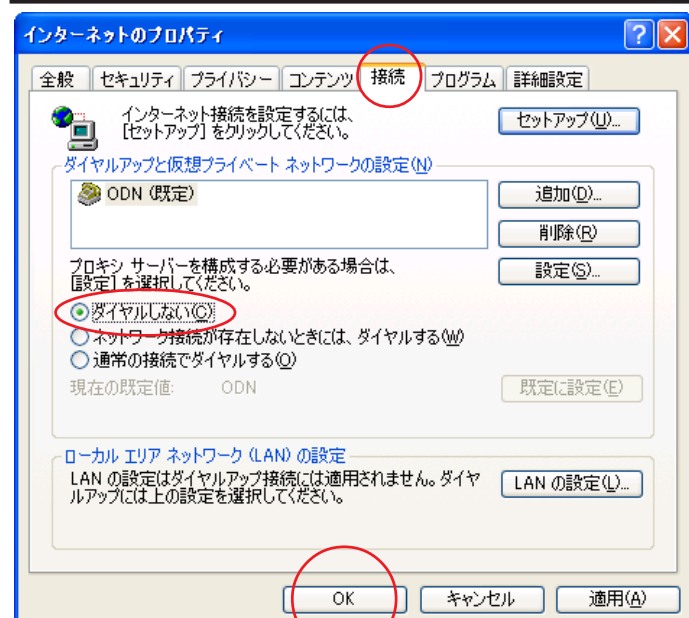 インターネットのプロパティ
全般 セキュリティ プライバシー コンテンツ 接続 プログラム 詳細設定
インターネット接続を設定するには、
[セットアップ] をクリックしてください。
セットアップ(U)...
ダイヤルアップと仮想プライベート ネットワークの設定(N)
ODN (既定)
追加(D)...
削除(R)
プロキシ サーバーを構成する必要がある場合は、
[設定] を選択してください。
設定(S)...
ダイヤルしない(C)
ネットワーク接続が存在しないときには、ダイヤルする(W)
通常の接続でダイヤルする(O)
現在の既定値: ODN
既定に設定(E)
ローカル エリア ネットワーク (LAN) の設定
LAN の設定はダイヤルアップ接続には適用されません。ダイヤ
ルアップには上の設定を選択してください。
LAN の設定(L)...
OK キャンセル 適用(A)